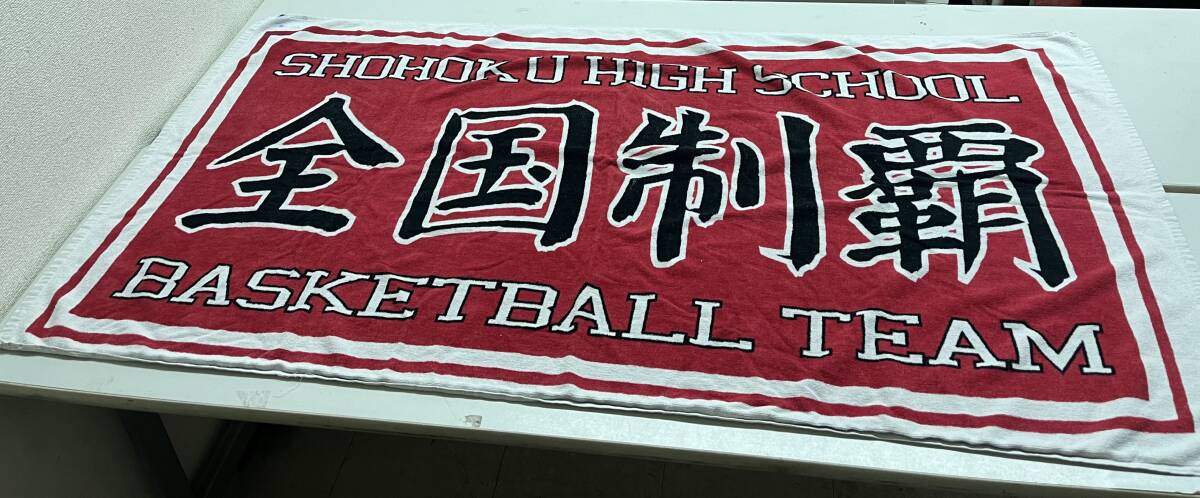 SHOHOKU HIGH SCHOOL
全国制覇
BASKETBALL TEAM